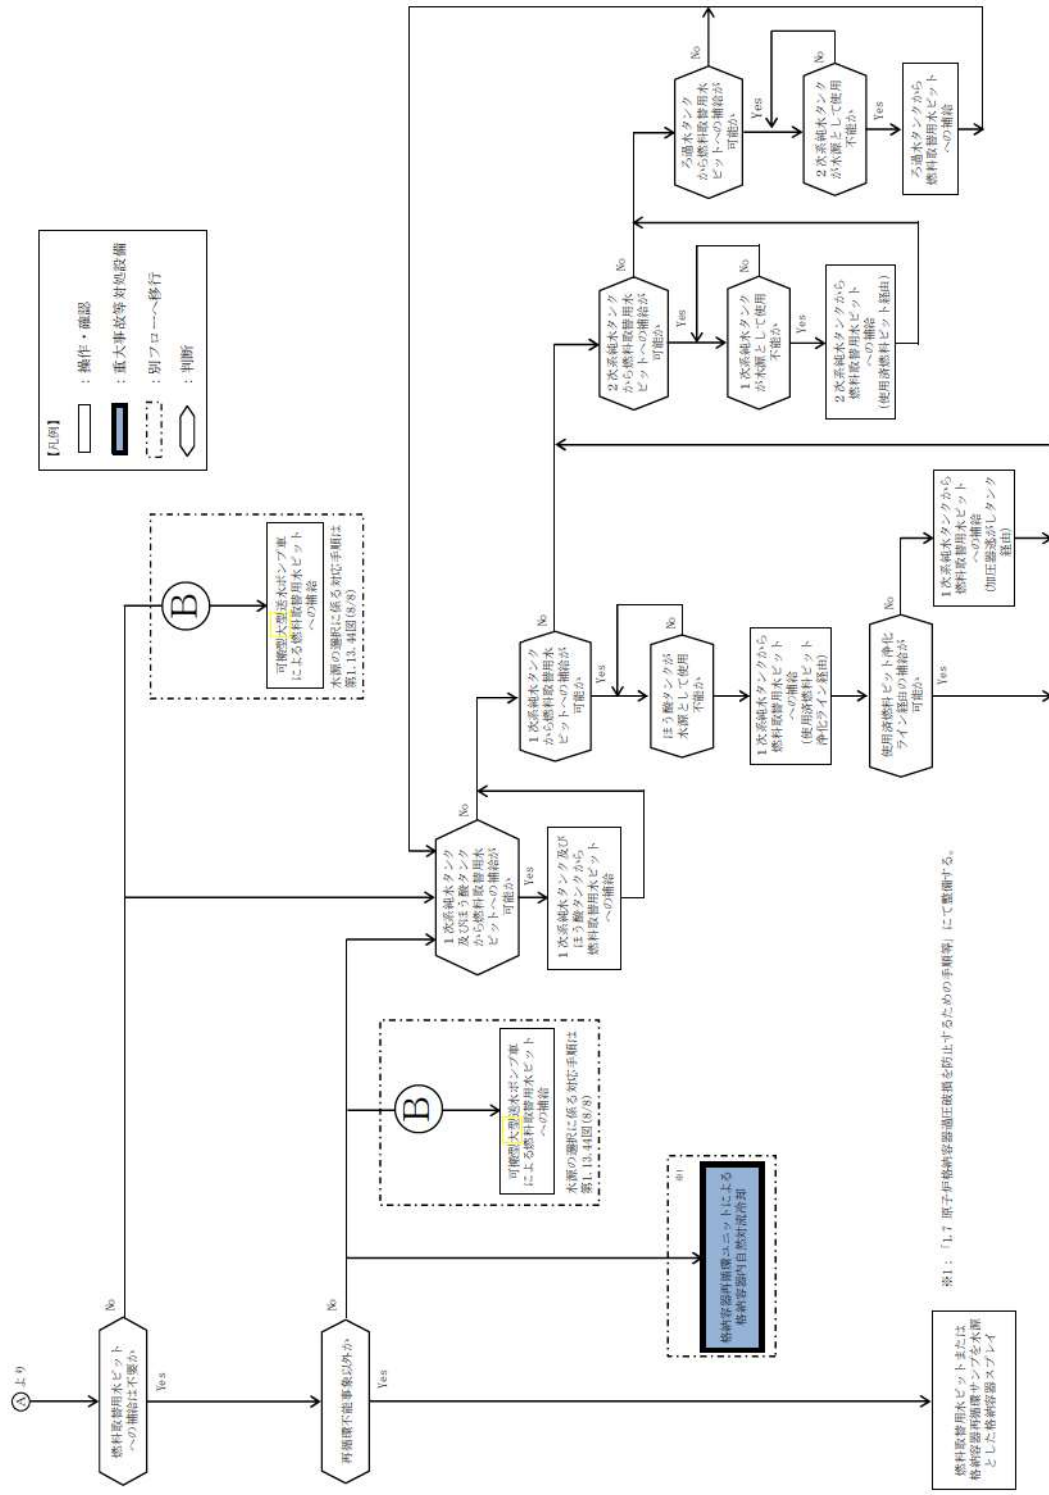 Ⓐより
燃料取替用水ピット
への補給は不要か
No
Yes
再循環不能事象以外か
No
Yes
燃料取替用水ピットまたは
格納容器再循環サンプを水源
とした格納容器スプレイ
※1
格納容器再循環ユニットによる
格納容器内自然対流冷却
B
可搬型大型送水ポンプ車
による燃料取替用水ピット
への補給
水源の選択に係る対応手順は
第1.13.44図(8/8)
B
可搬型大型送水ポンプ車
による燃料取替用水ピット
への補給
水源の選択に係る対応手順は
第1.13.44図(8/8)
【凡例】
：操作・確認
：重大事故等対処設備
：別フローへ移行
：判断
1次系純水タンク
及びほう酸タンク
から燃料取替用水
ピットへの補給が
可能か
No
Yes
1次系純水タンク及び
ほう酸タンクから
燃料取替用水ピット
への補給
1次系純水タンク
から燃料取替用水
ピットへの補給が
可能か
No
Yes
ほう酸タンクが
水源として使用
不能か
No
1次系純水タンクから
燃料取替用水ピット
への補給
(使用済燃料ピット
浄化ライン経由)
使用済燃料ピット浄化
ライン経由の補給が
可能か
No
Yes
1次系純水タンクから
燃料取替用水ピット
への補給
(加圧器逃がしタンク
経由)
2次系純水タンク
から燃料取替用水
ピットへの補給が
可能か
No
Yes
1次系純水タンク
が水源として使用
不能か
No
Yes
2次系純水タンクから
燃料取替用水ピット
への補給
(使用済燃料ピット経由)
ろ過水タンク
から燃料取替用水
ピットへの補給が
可能か
No
Yes
2次系純水タンク
が水源として使用
不能か
No
Yes
ろ過水タンクから
燃料取替用水ピット
への補給
※1：「1.7 原子炉格納容器過圧破損を防止するための手順等」にて整備する。